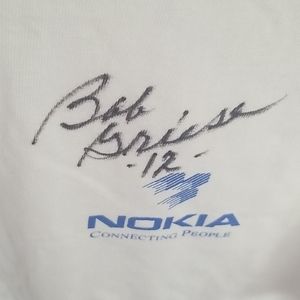 Bob
Griese
-12-
NOKIA
CONNECTING PEOPLE